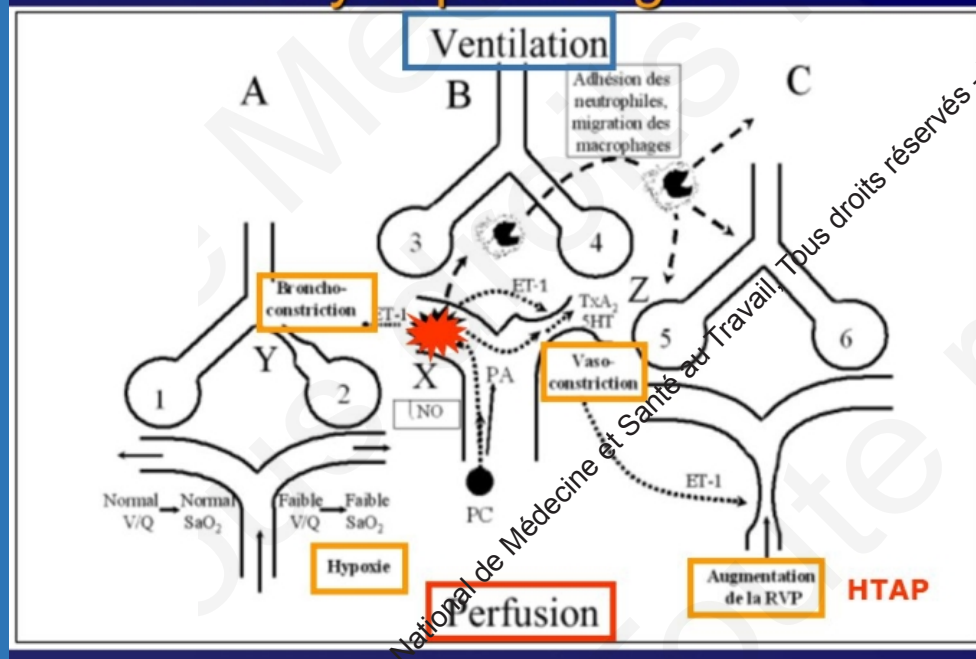 Ventilation
A
B
C
Adhésion des
neutrophiles,
migration des
macrophages
3
4
Broncho-
constriction
ET-1
ET-1
TxA2
5HT
Z
5
6
Y
X
1
2
NO
PA
Vaso-
constriction
PC
ET-1
Normal
V/Q
Normal
SaO2
Faible
V/Q
Faible
SaO2
Hypoxie
Perfusion
Augmentation
de la RVP
HTAP
National de Médecine et Santé au Travail, Tous droits réservés -